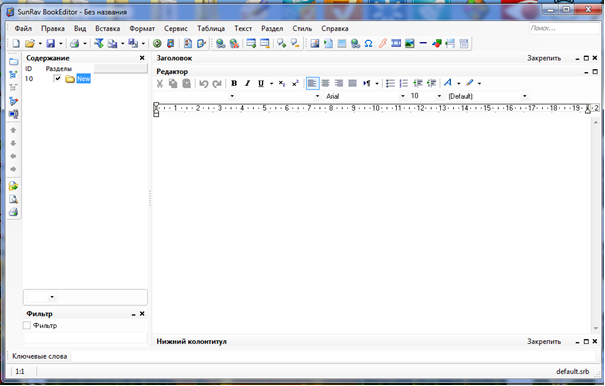 SunRav BookEditor - Без названия
Файл Правка Вид Вставка Формат Сервис Таблица Текст Раздел Стиль Справка Поиск...
Содержание
ID Разделы
10 New
Заголовок Закрепить
Редактор
B I U x₂ x²
Arial 10 (Default)
1 2 3 4 5 6 7 8 9 10 11 12 13 14 15 16 17 18 19 2
Фильтр
Фильтр
Нижний колонтитул Закрепить
Ключевые слова
1:1 default.srb